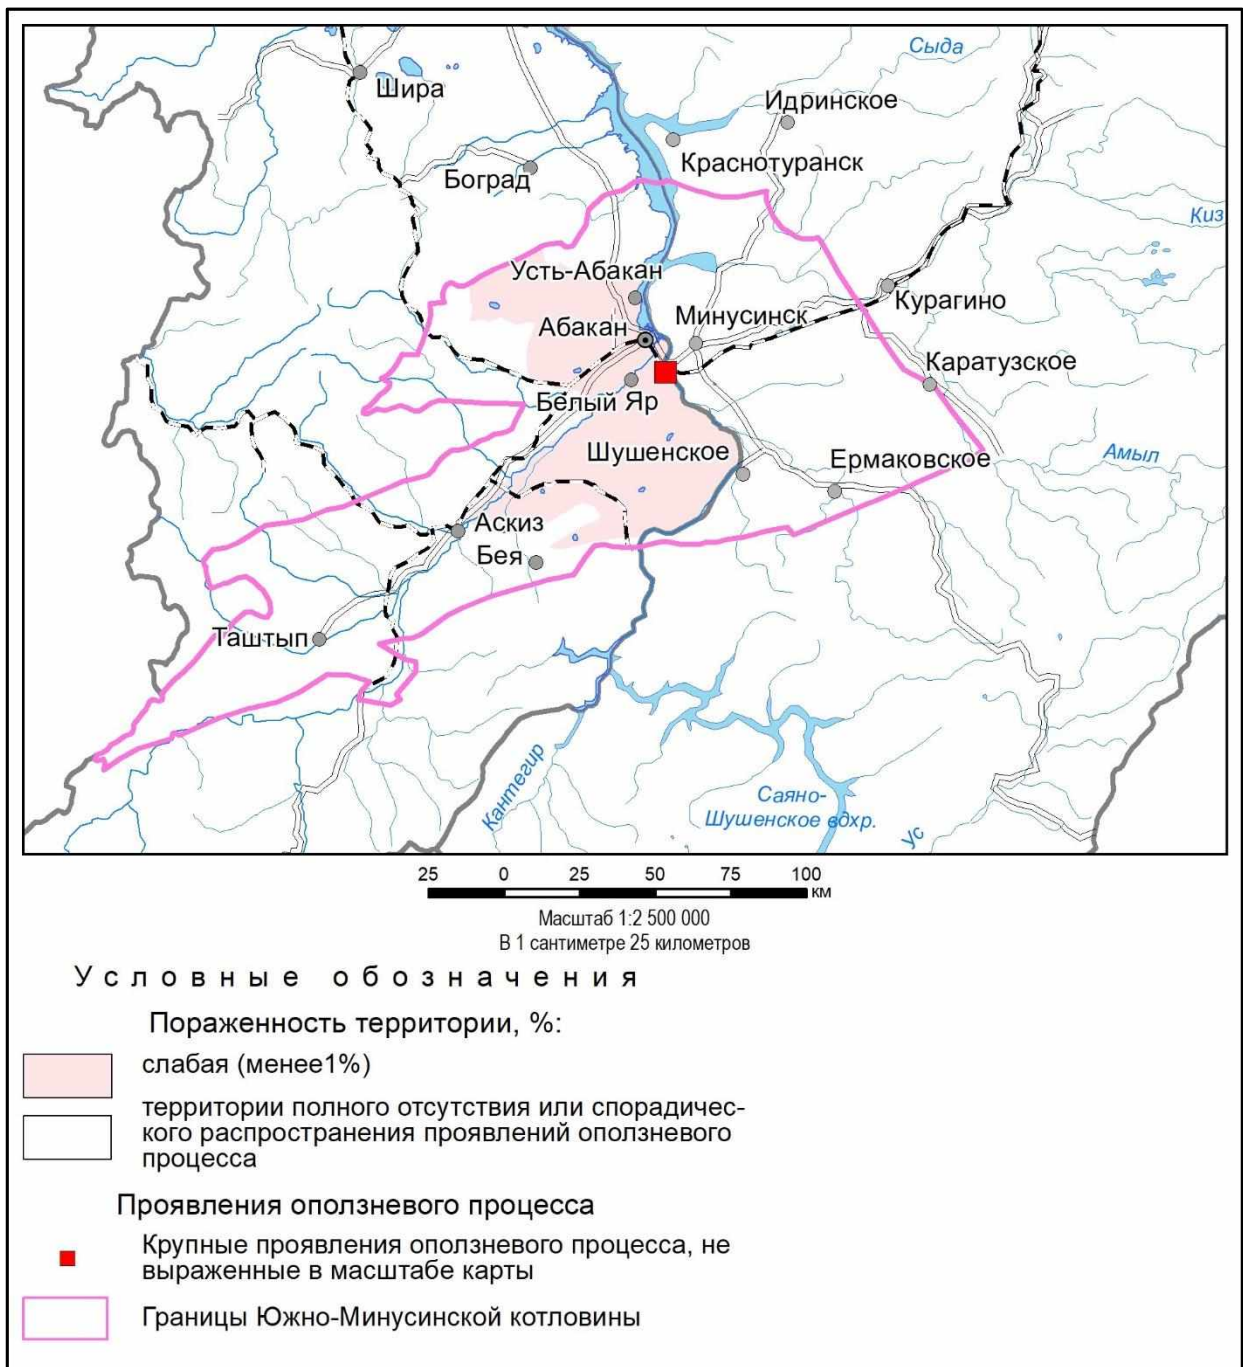 Сыда
Шира
Идринское
Краснотуранск
Боград
Киз
Усть-Абакан
Курагино
Абакан
Минусинск
Каратузское
Белый Яр
Шушенское
Ермаковское
Амыл
Аскиз
Бея
Таштып
Кантегир
Саяно-
Шушенское вдхр.
Ус
25 0 25 50 75 100
км
Масштаб 1:2 500 000
В 1 сантиметре 25 километров
Условные обозначения
Пораженность территории, %:
слабая (менее1%)
территории полного отсутствия или спорадичес-
кого распространения проявлений оползневого
процесса
Проявления оползневого процесса
Крупные проявления оползневого процесса, не
выраженные в масштабе карты
Границы Южно-Минусинской котловины